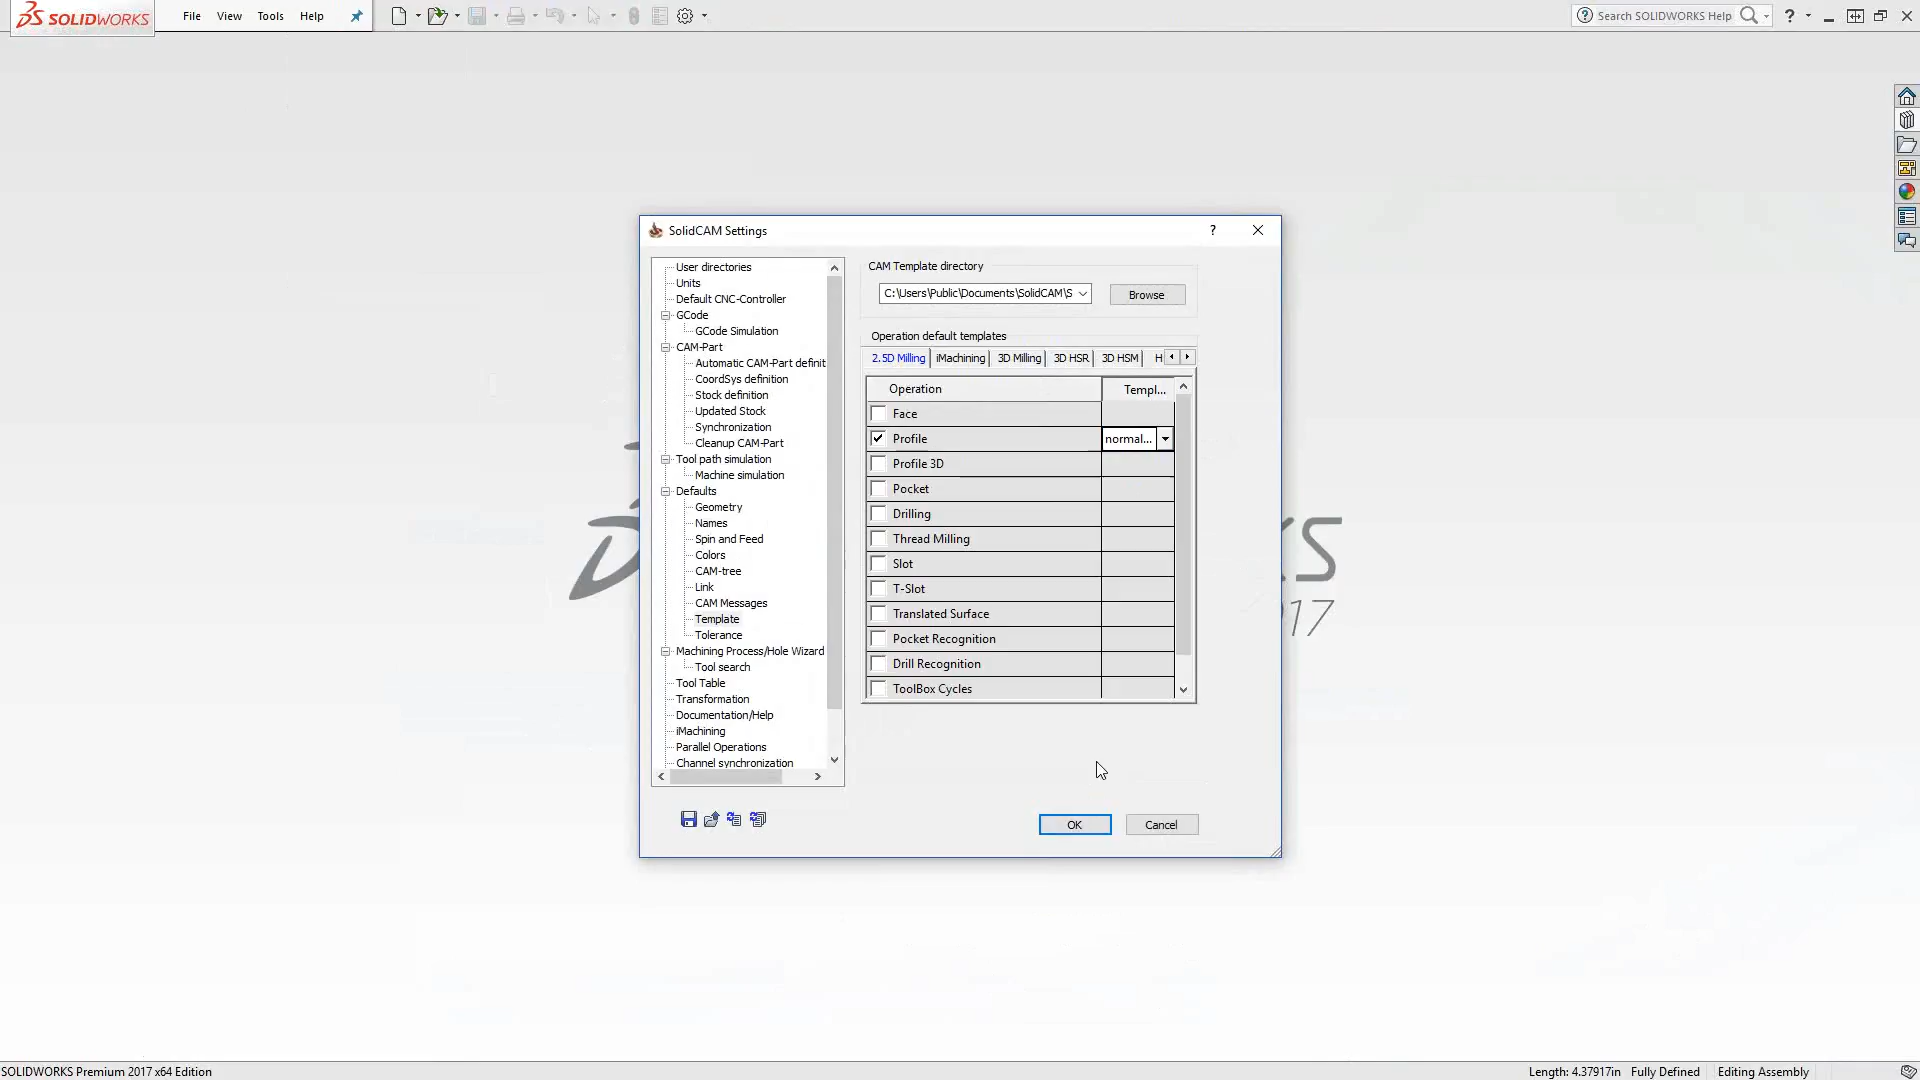 SOLIDWORKS
File View Tools Help
Search SOLIDWORKS Help
SolidCAM Settings
User directories
Units
Default CNC-Controller
GCode
GCode Simulation
CAM-Part
Automatic CAM-Part definit
CoordSys definition
Stock definition
Updated Stock
Synchronization
Cleanup CAM-Part
Tool path simulation
Machine simulation
Defaults
Geometry
Names
Spin and Feed
Colors
CAM-tree
Link
CAM Messages
Template
Tolerance
Machining Process/Hole Wizard
Tool search
Tool Table
Transformation
Documentation/Help
iMachining
Parallel Operations
Channel synchronization
CAM Template directory
C:\Users\Public\Documents\SolidCAM\S
Browse
Operation default templates
2.5D Milling iMachining 3D Milling 3D HSR 3D HSM H
Operation Templ...
Face
Profile normal...
Profile 3D
Pocket
Drilling
Thread Milling
Slot
T-Slot
Translated Surface
Pocket Recognition
Drill Recognition
ToolBox Cycles
OK Cancel
SOLIDWORKS Premium 2017 x64 Edition
Length: 4.37917in Fully Defined Editing Assembly